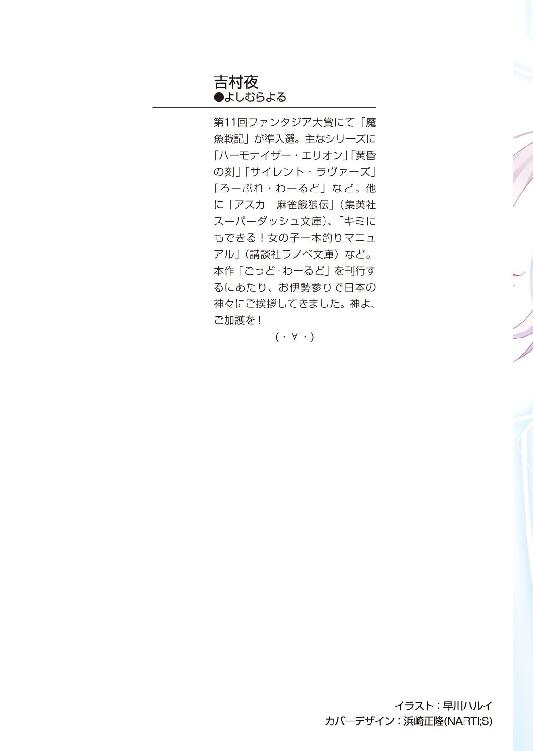 吉村夜
●よしむらよる
第11回ファンタジア大賞にて「魔
魚戦記」が準入選。主なシリーズに
「ハーモナイザー・エリオン」「黄昏
の刻」「サイレント・ラヴァーズ」
「ろーぷれ・わーるど」など。他
に「アスカ　麻雀餓狼伝」(集英社
スーパーダッシュ文庫)、「キミに
もできる！女の子一本釣りマニュ
アル」(講談社ラノベ文庫)など。
本作「ごっど・わーるど」を刊行す
るにあたり、お伊勢参りで日本の
神々にご挨拶してきました。神よ、
ご加護を！
(・∀・)
イラスト：早川ハルイ
カバーデザイン：浜崎正隆(NARTI;S)